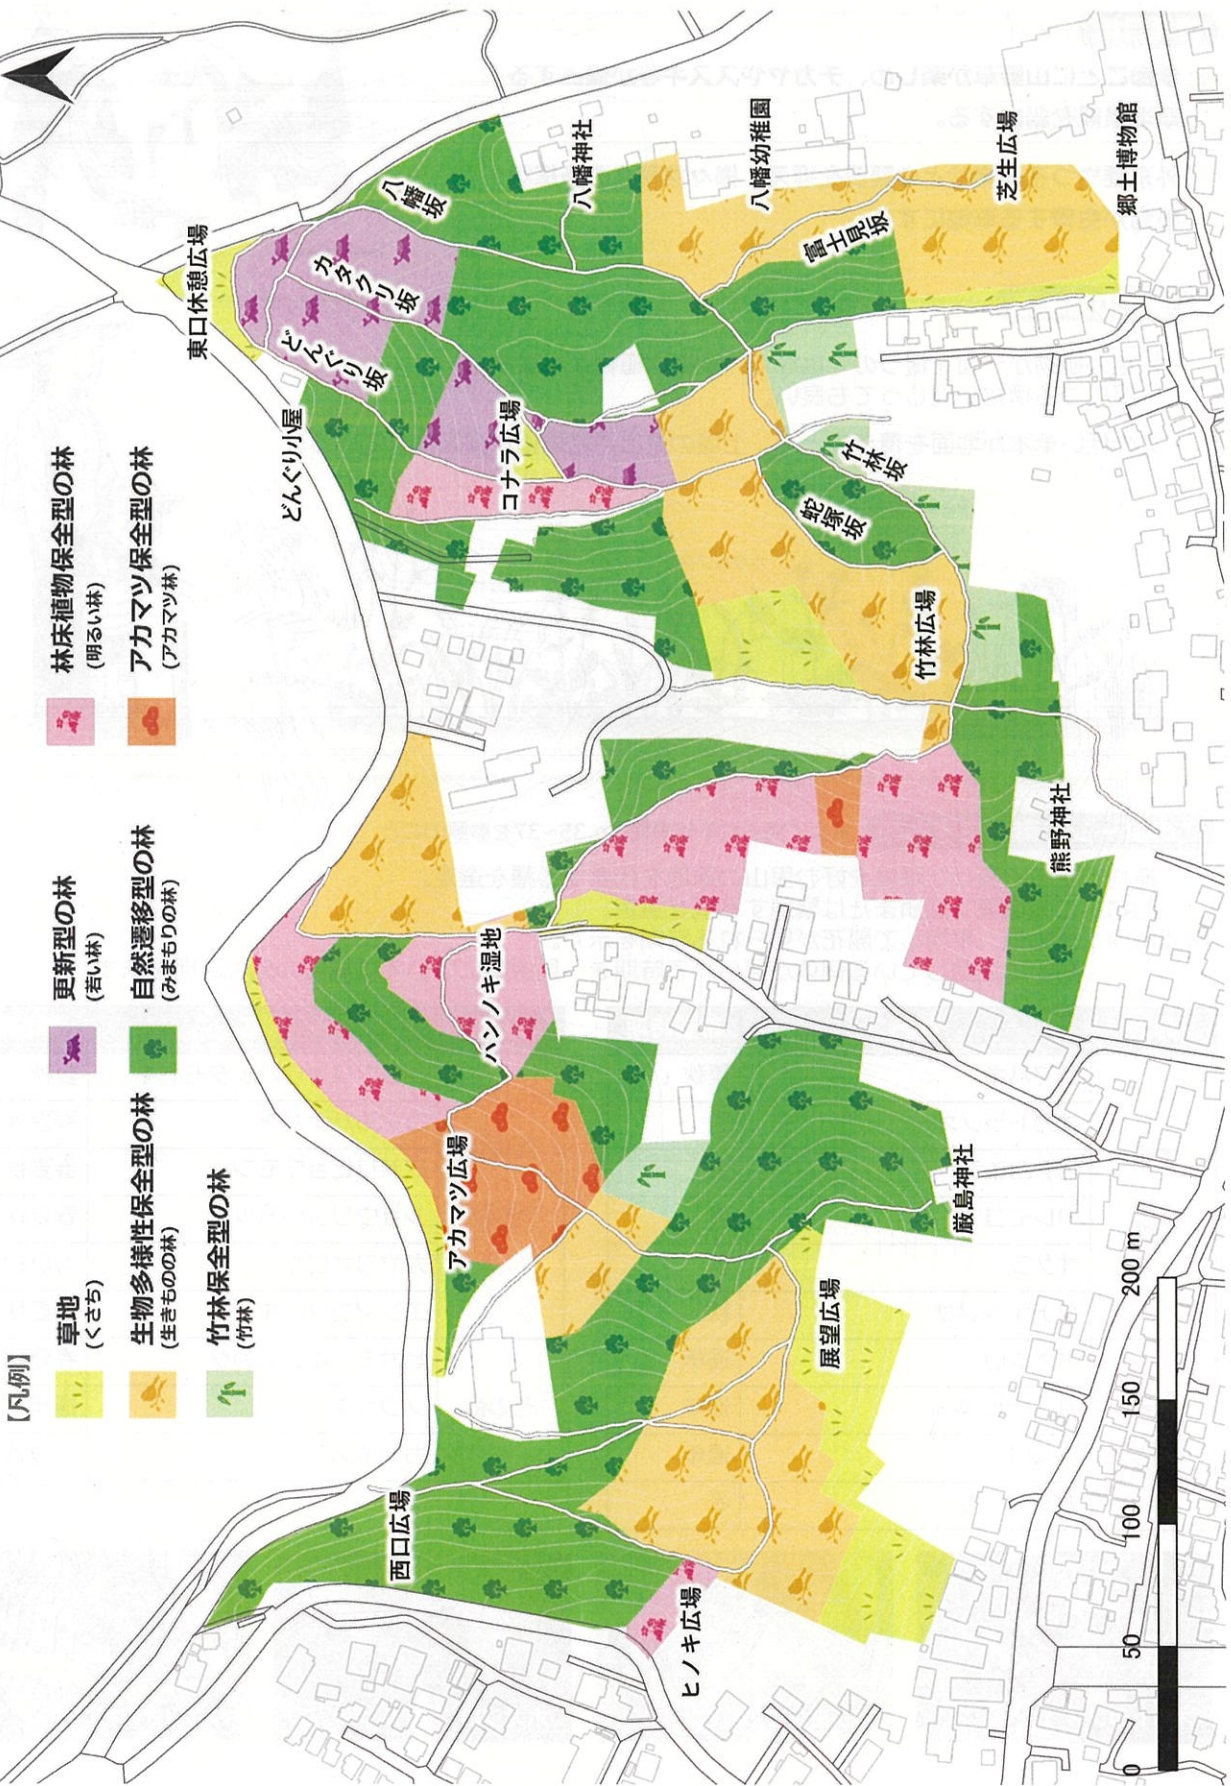 【凡例】
草地
(くさち)
更新型の林
(若い林)
林床植物保全型の林
(明るい林)
生物多様性保全型の林
(生きものの林)
自然遷移型の林
(みまもりの林)
アカマツ保全型の林
(アカマツ林)
竹林保全型の林
(竹林)
東口休憩広場
どんぐり小屋
八幡坂
カタクリ坂
どんぐり坂
コナラ広場
八幡神社
八幡幼稚園
富士見坂
芝生広場
郷土博物館
竹林坂
蛇塚坂
竹林広場
熊野神社
ハンノキ湿地
アカマツ広場
厳島神社
展望広場
西口広場
ヒノキ広場
0 50 100 150 200 m